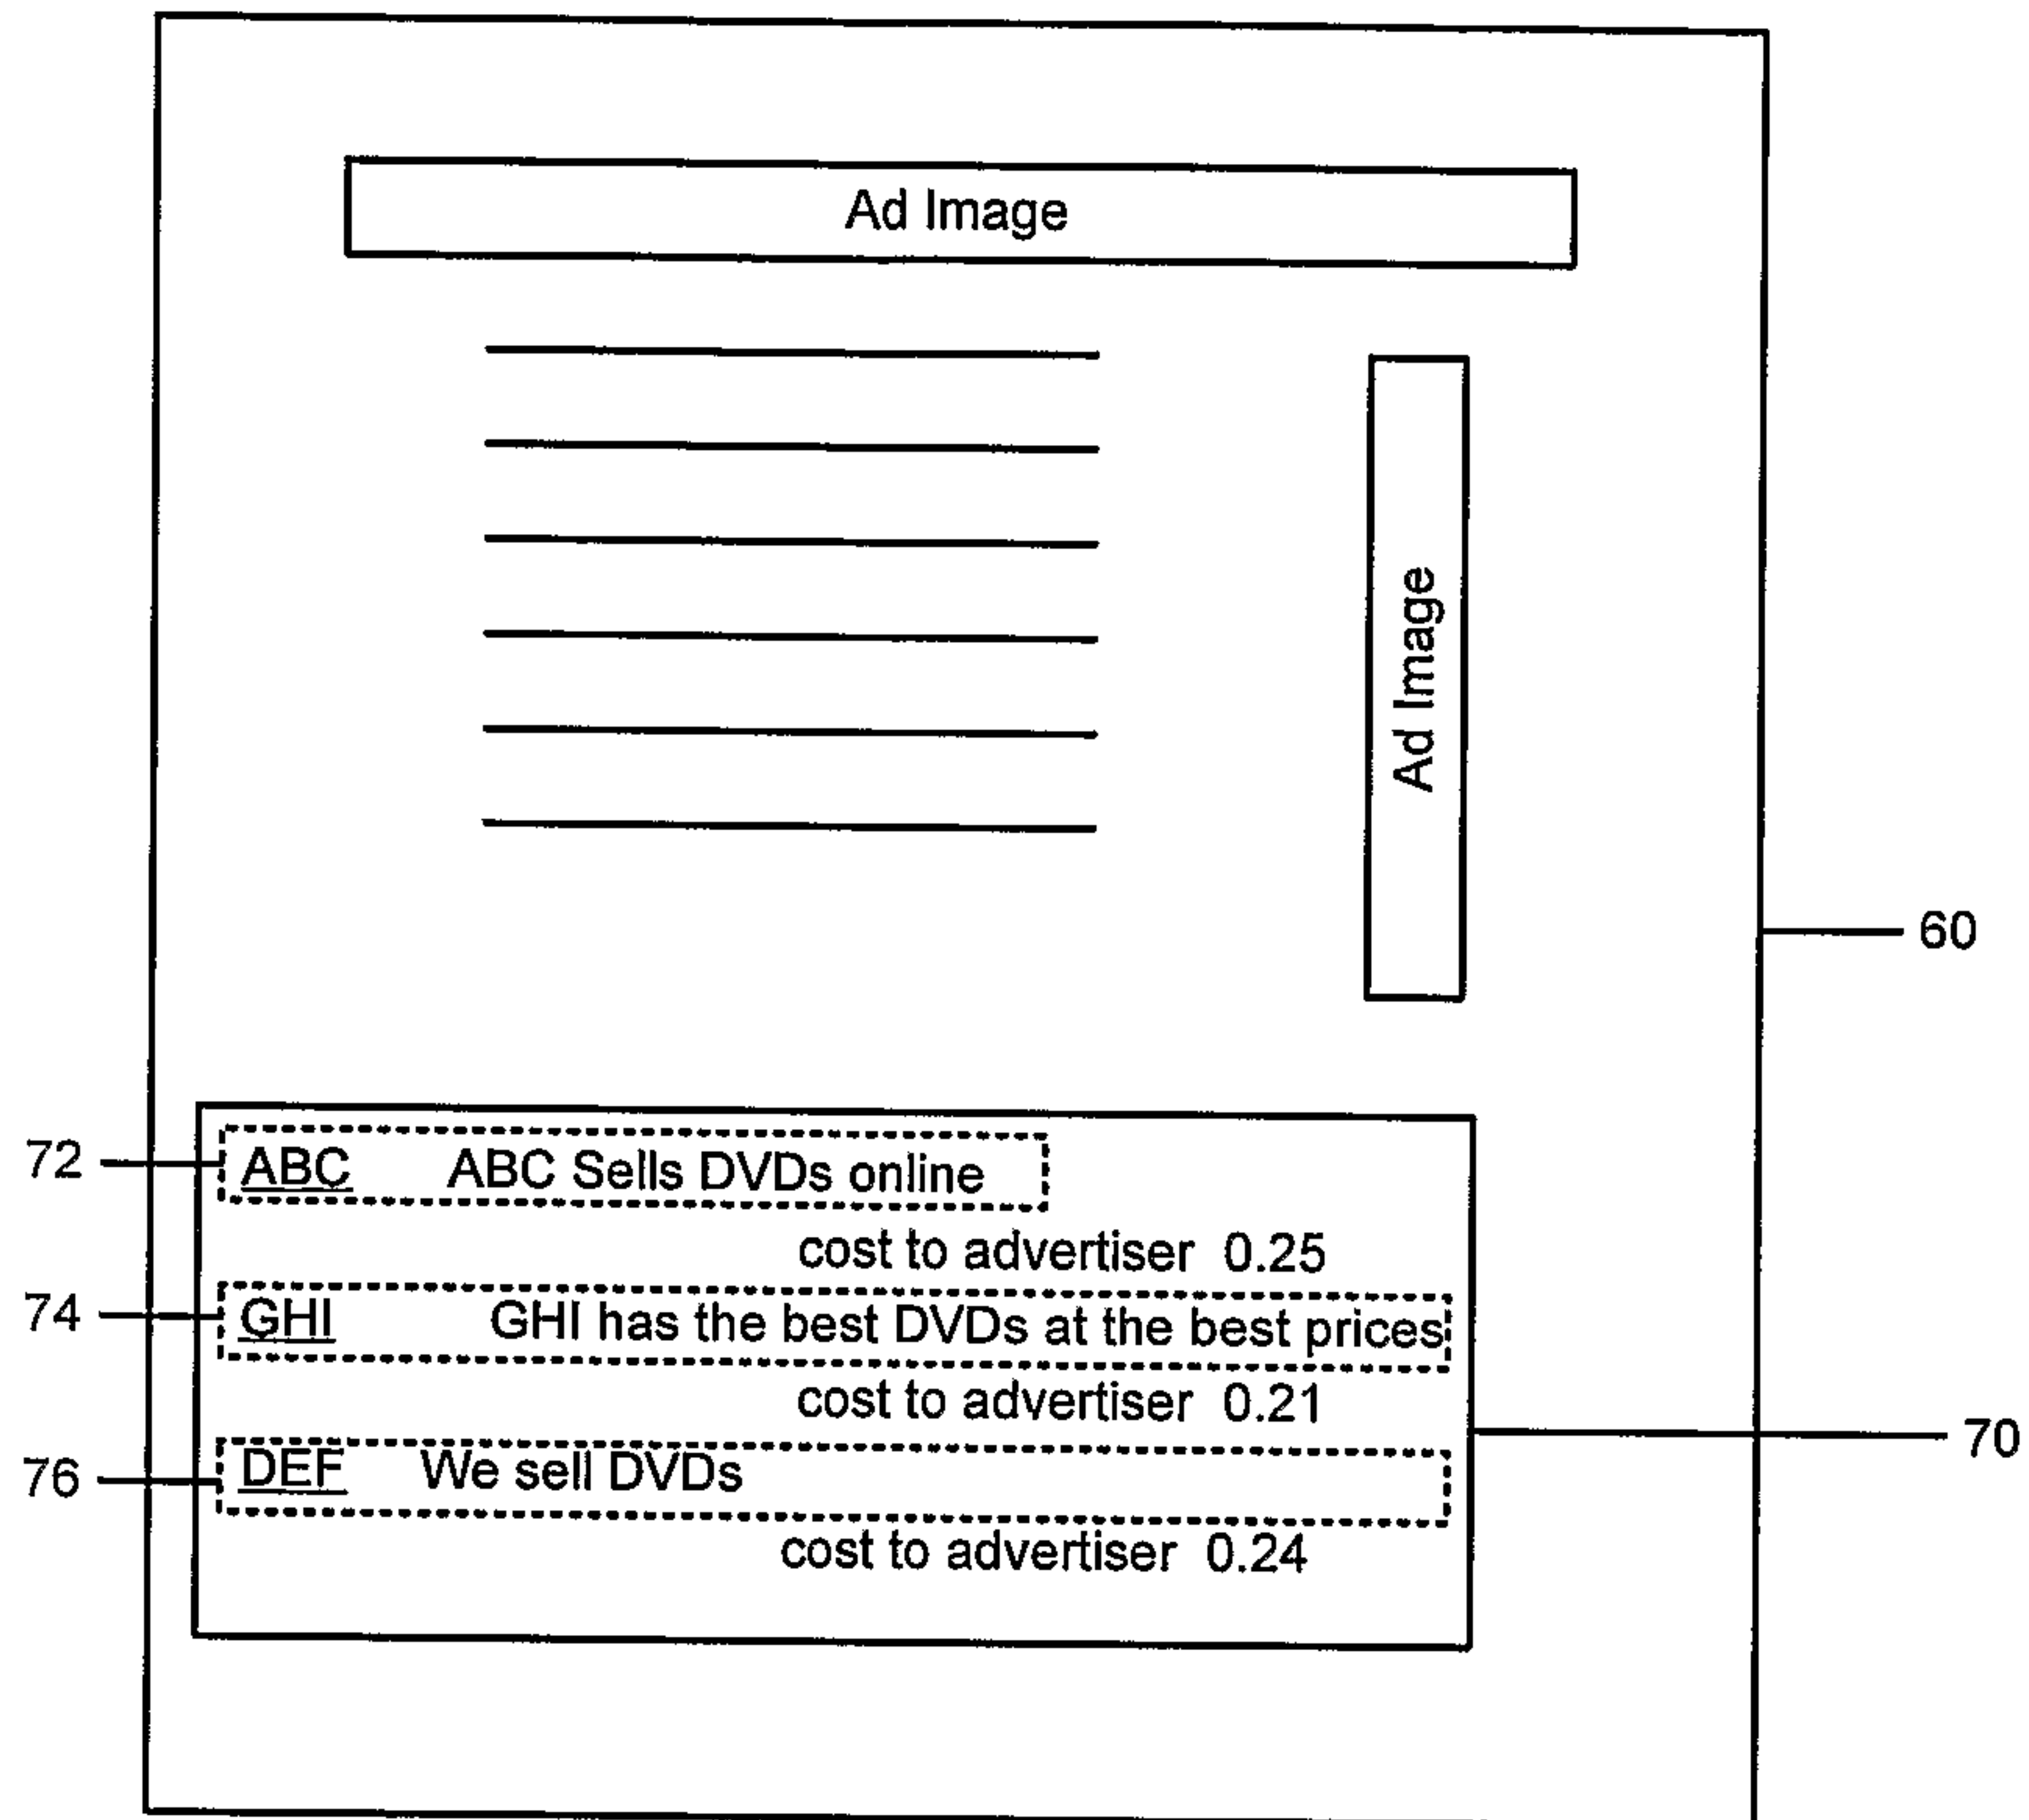 Ad Image
Ad Image
60
72 ABC ABC Sells DVDs online
cost to advertiser 0.25
74 GHI GHI has the best DVDs at the best prices
cost to advertiser 0.21
70
76 DEF We sell DVDs
cost to advertiser 0.24